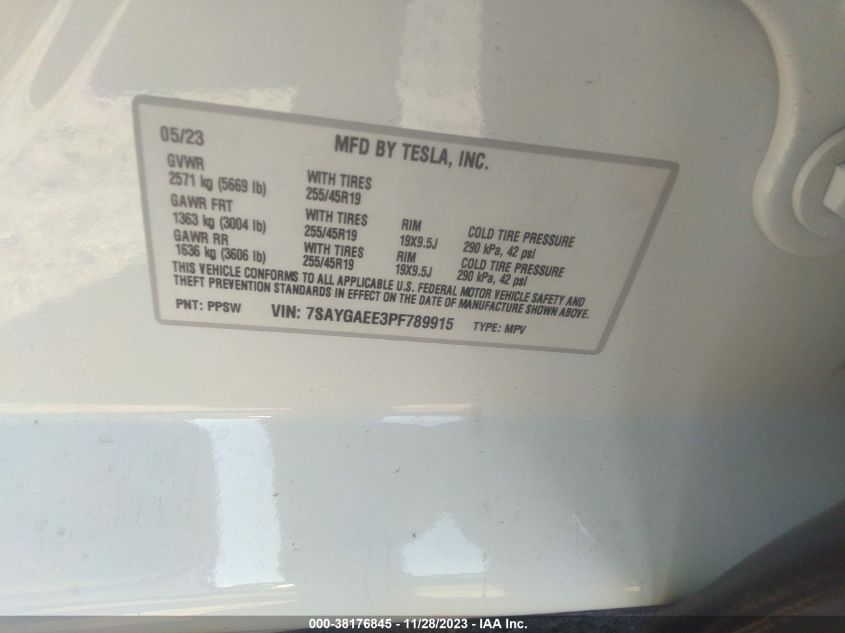 05/23
MFD BY TESLA, INC.
GVWR
2571 kg (5669 lb)
WITH TIRES
255/45R19
GAWR FRT
1363 kg (3004 lb)
WITH TIRES
255/45R19
RIM
19X9.5J
COLD TIRE PRESSURE
290 kPa, 42 psi
GAWR RR
1636 kg (3606 lb)
WITH TIRES
255/45R19
RIM
19X9.5J
COLD TIRE PRESSURE
290 kPa, 42 psi
THIS VEHICLE CONFORMS TO ALL APPLICABLE U.S. FEDERAL MOTOR VEHICLE SAFETY AND
THEFT PREVENTION STANDARDS IN EFFECT ON THE DATE OF MANUFACTURE SHOWN ABOVE.
PNT: PPSW VIN: 7SAYGAEE3PF789915 TYPE: MPV
000-38176845 - 11/28/2023 - IAA Inc.